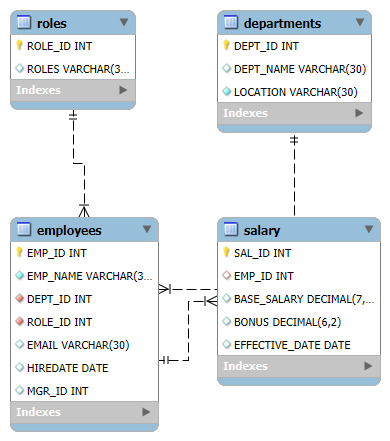 roles
ROLE_ID INT
ROLES VARCHAR(3...
Indexes
departments
DEPT_ID INT
DEPT_NAME VARCHAR(30)
LOCATION VARCHAR(30)
Indexes
employees
EMP_ID INT
EMP_NAME VARCHAR(3...
DEPT_ID INT
ROLE_ID INT
EMAIL VARCHAR(30)
HIREDATE DATE
MGR_ID INT
Indexes
salary
SAL_ID INT
EMP_ID INT
BASE_SALARY DECIMAL(7,...
BONUS DECIMAL(6,2)
EFFECTIVE_DATE DATE
Indexes